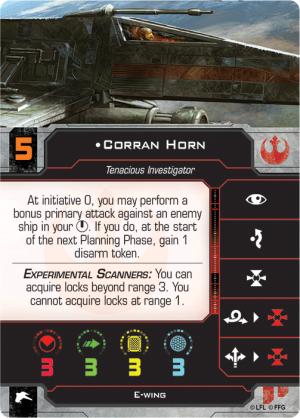 5
•Corran Horn
Tenacious Investigator
At initiative 0, you may perform a
bonus primary attack against an enemy
ship in your . If you do, at the start
of the next Planning Phase, gain 1
disarm token.
Experimental Scanners: You can
acquire locks beyond range 3. You
cannot acquire locks at range 1.
3 3 3 3
E-wing
© LFL © FFG